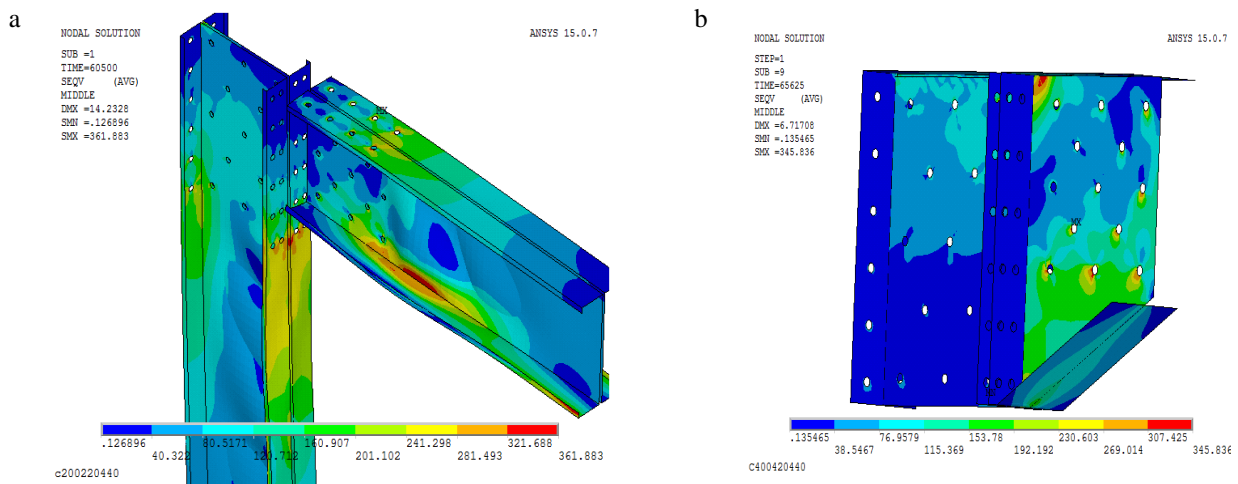 a
NODAL SOLUTION
ANSYS 15.0.7
SUB =1
TIME=60500
SEQV (AVG)
MIDDLE
DMX =14.2328
SMN =.126896
SMX =361.883
MX
.126896 80.5171 160.907 241.298 321.688
40.322 120.712 201.102 281.493 361.883
c200220440
b
NODAL SOLUTION
ANSYS 15.0.7
STEP=1
SUB =9
TIME=65625
SEQV (AVG)
MIDDLE
DMX =6.71708
SMN =.135465
SMX =345.836
MX
.135465 76.9579 153.78 230.603 307.425
38.5467 115.369 192.192 269.014 345.836
C400420440